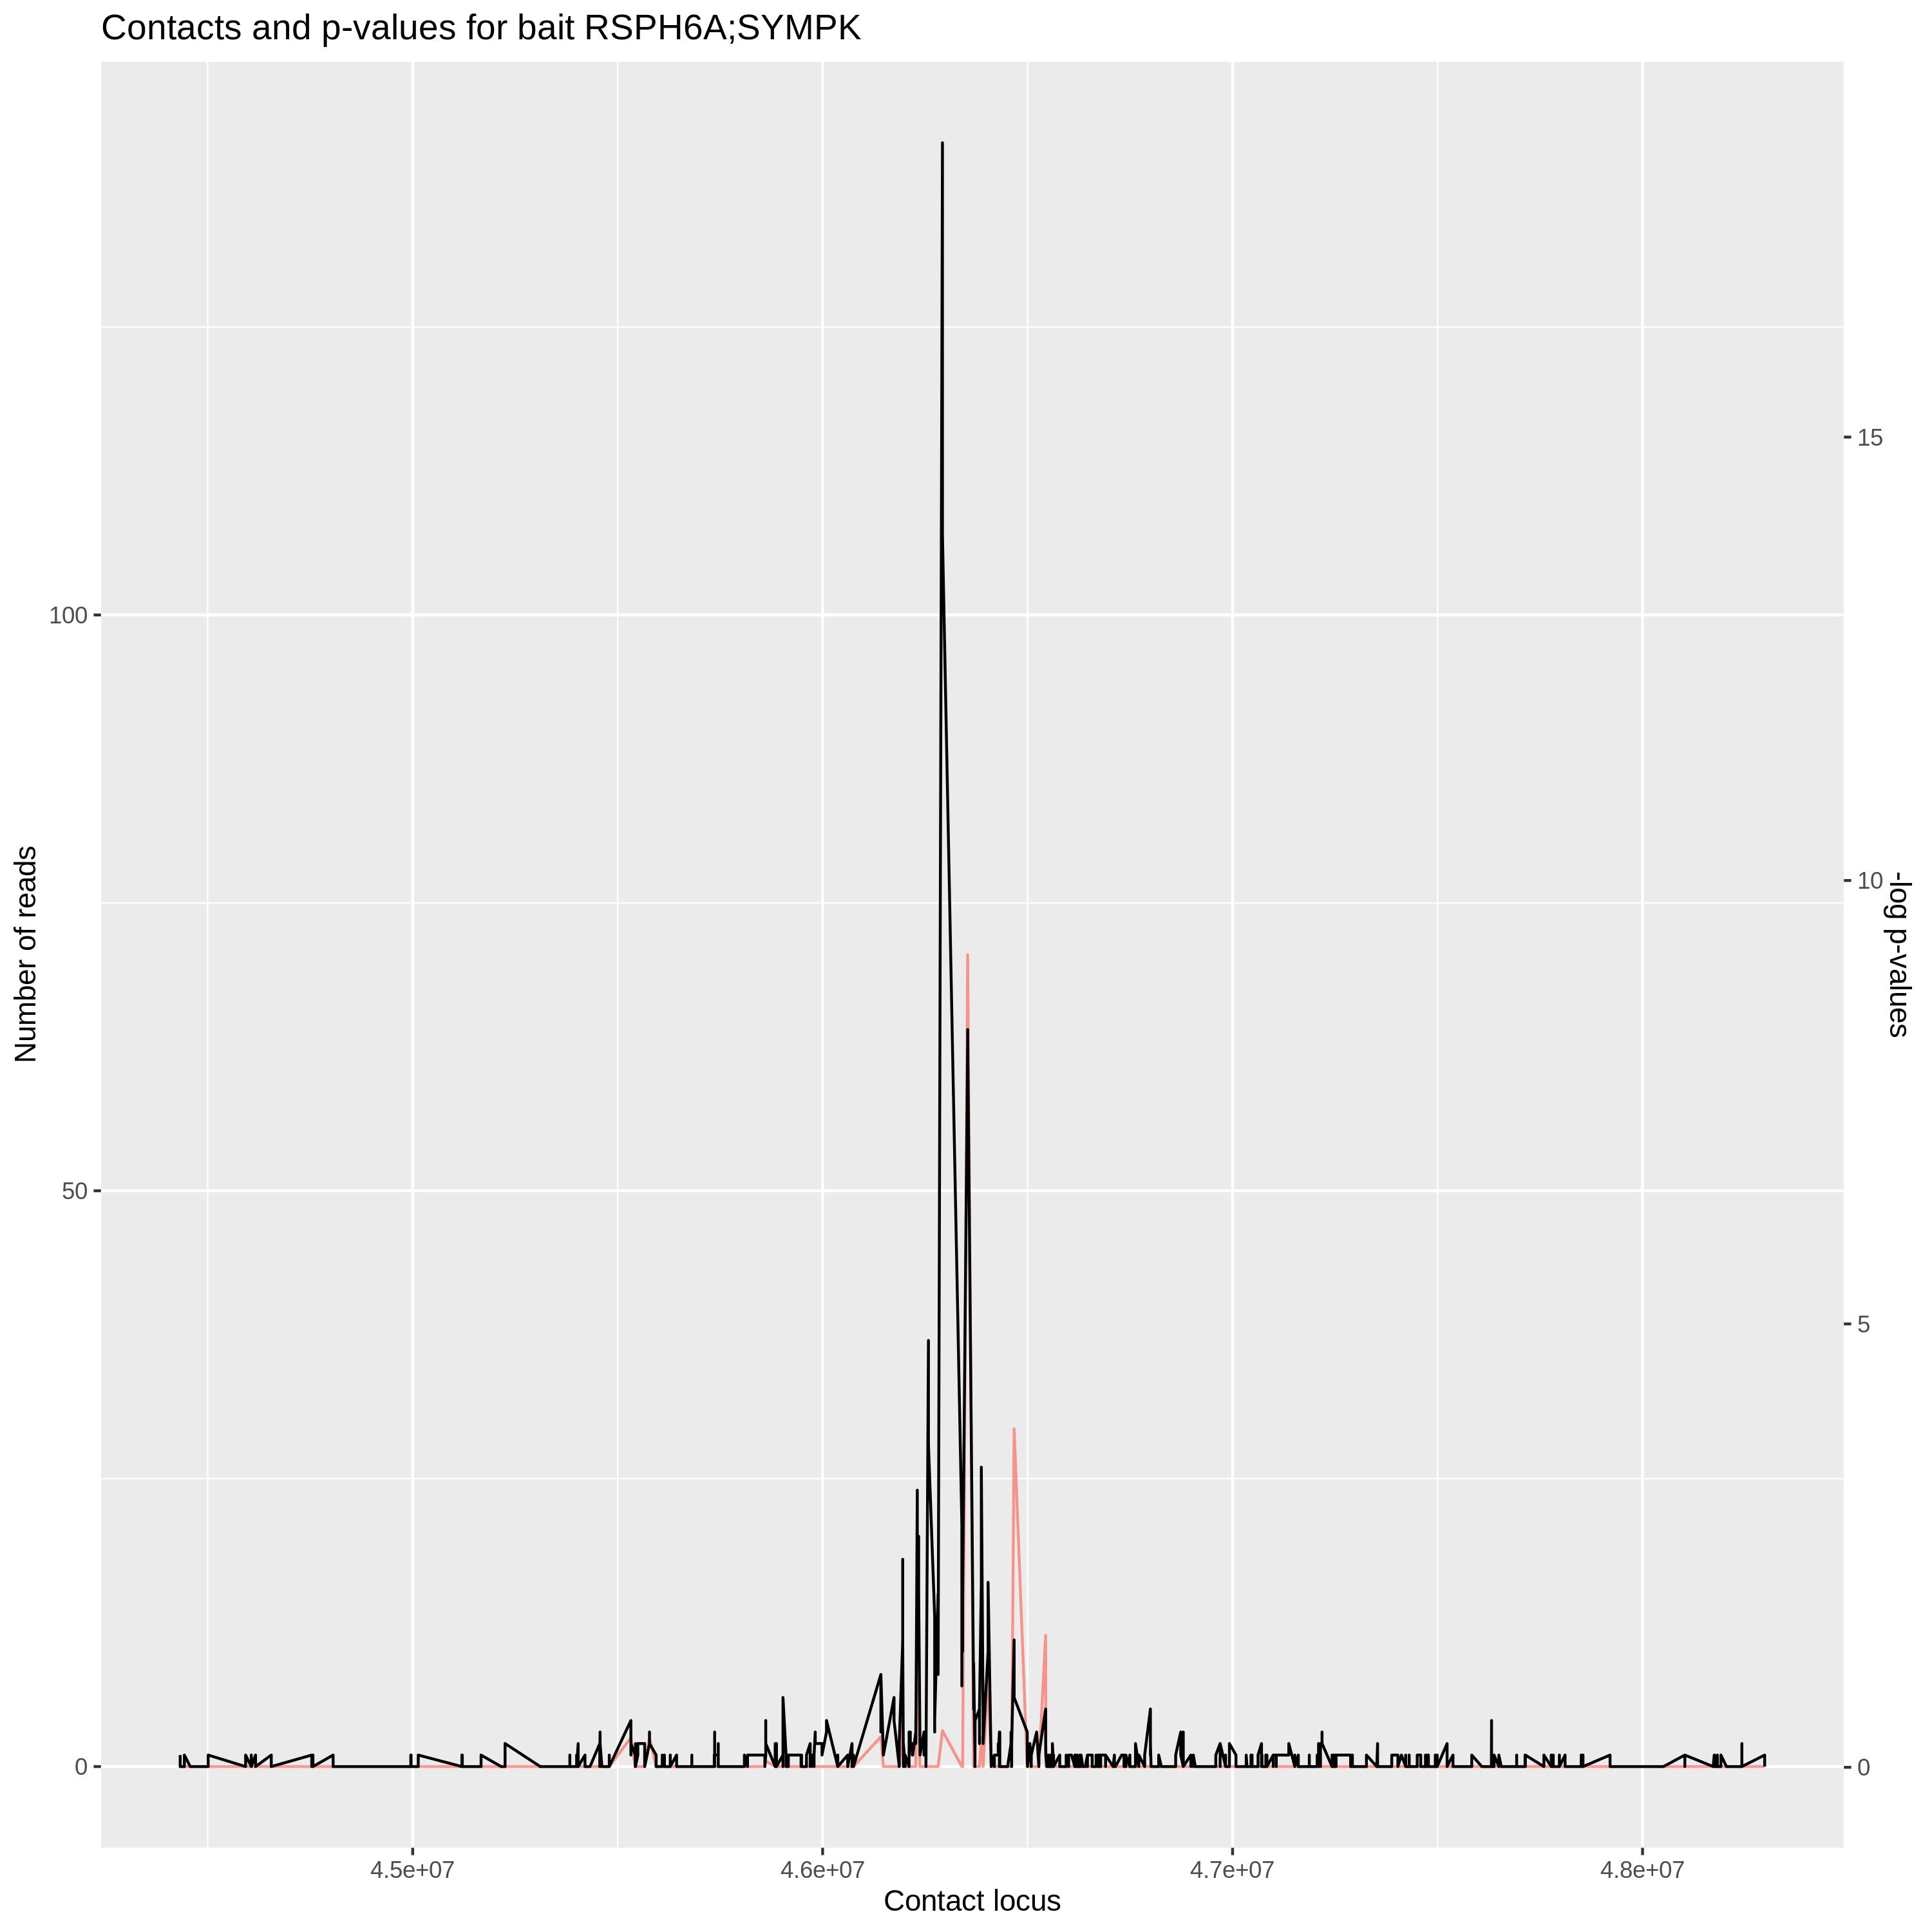 Contacts and p-values for bait RSPH6A;SYMPK
Number of reads
100
50
0
15
10
5
0
-log p-values
4.5e+07
4.6e+07
4.7e+07
4.8e+07
Contact locus